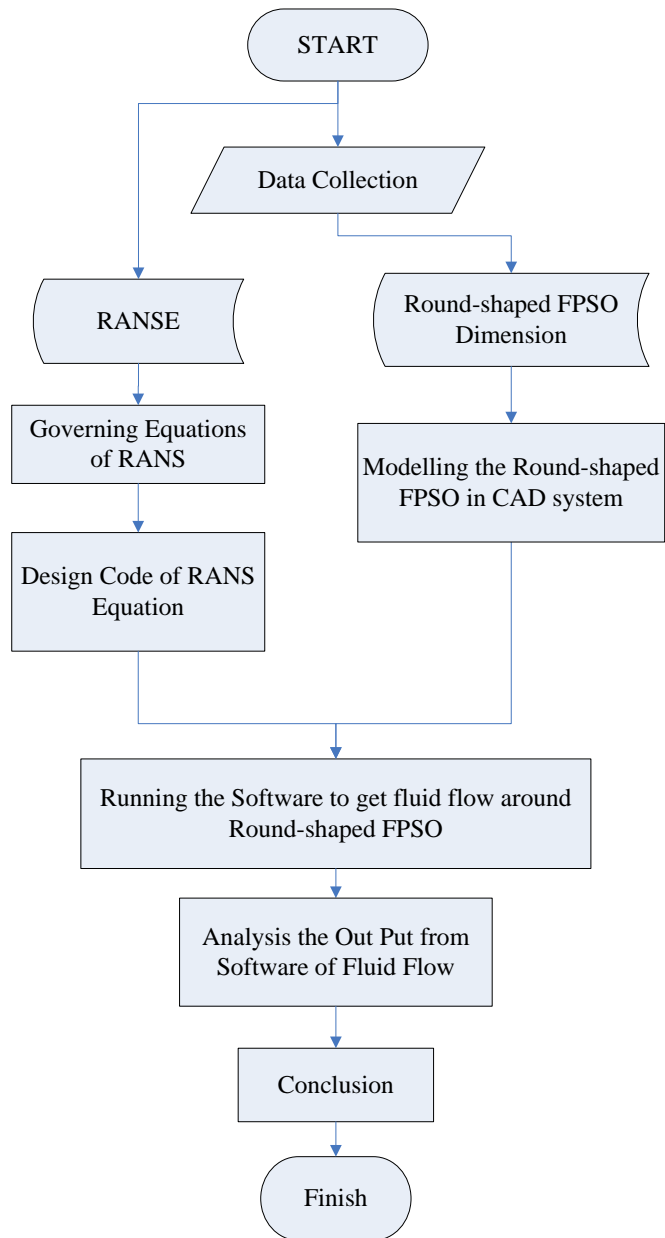 START
Data Collection
RANSE
Round-shaped FPSO
Dimension
Governing Equations
of RANS
Modelling the Round-shaped
FPSO in CAD system
Design Code of RANS
Equation
Running the Software to get fluid flow around
Round-shaped FPSO
Analysis the Out Put from
Software of Fluid Flow
Conclusion
Finish